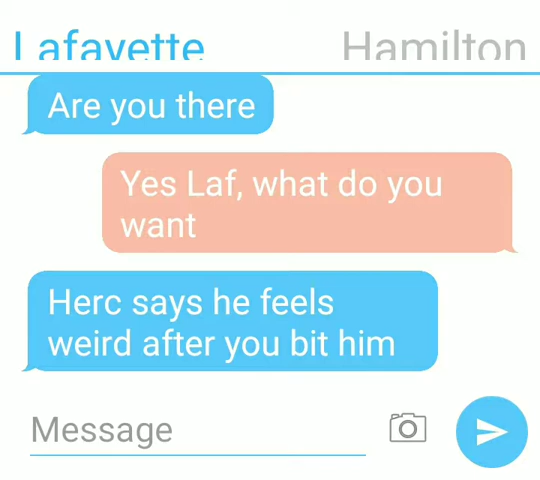 Lafayette Hamilton
Are you there
Yes Laf, what do you
want
Herc says he feels
weird after you bit him
Message